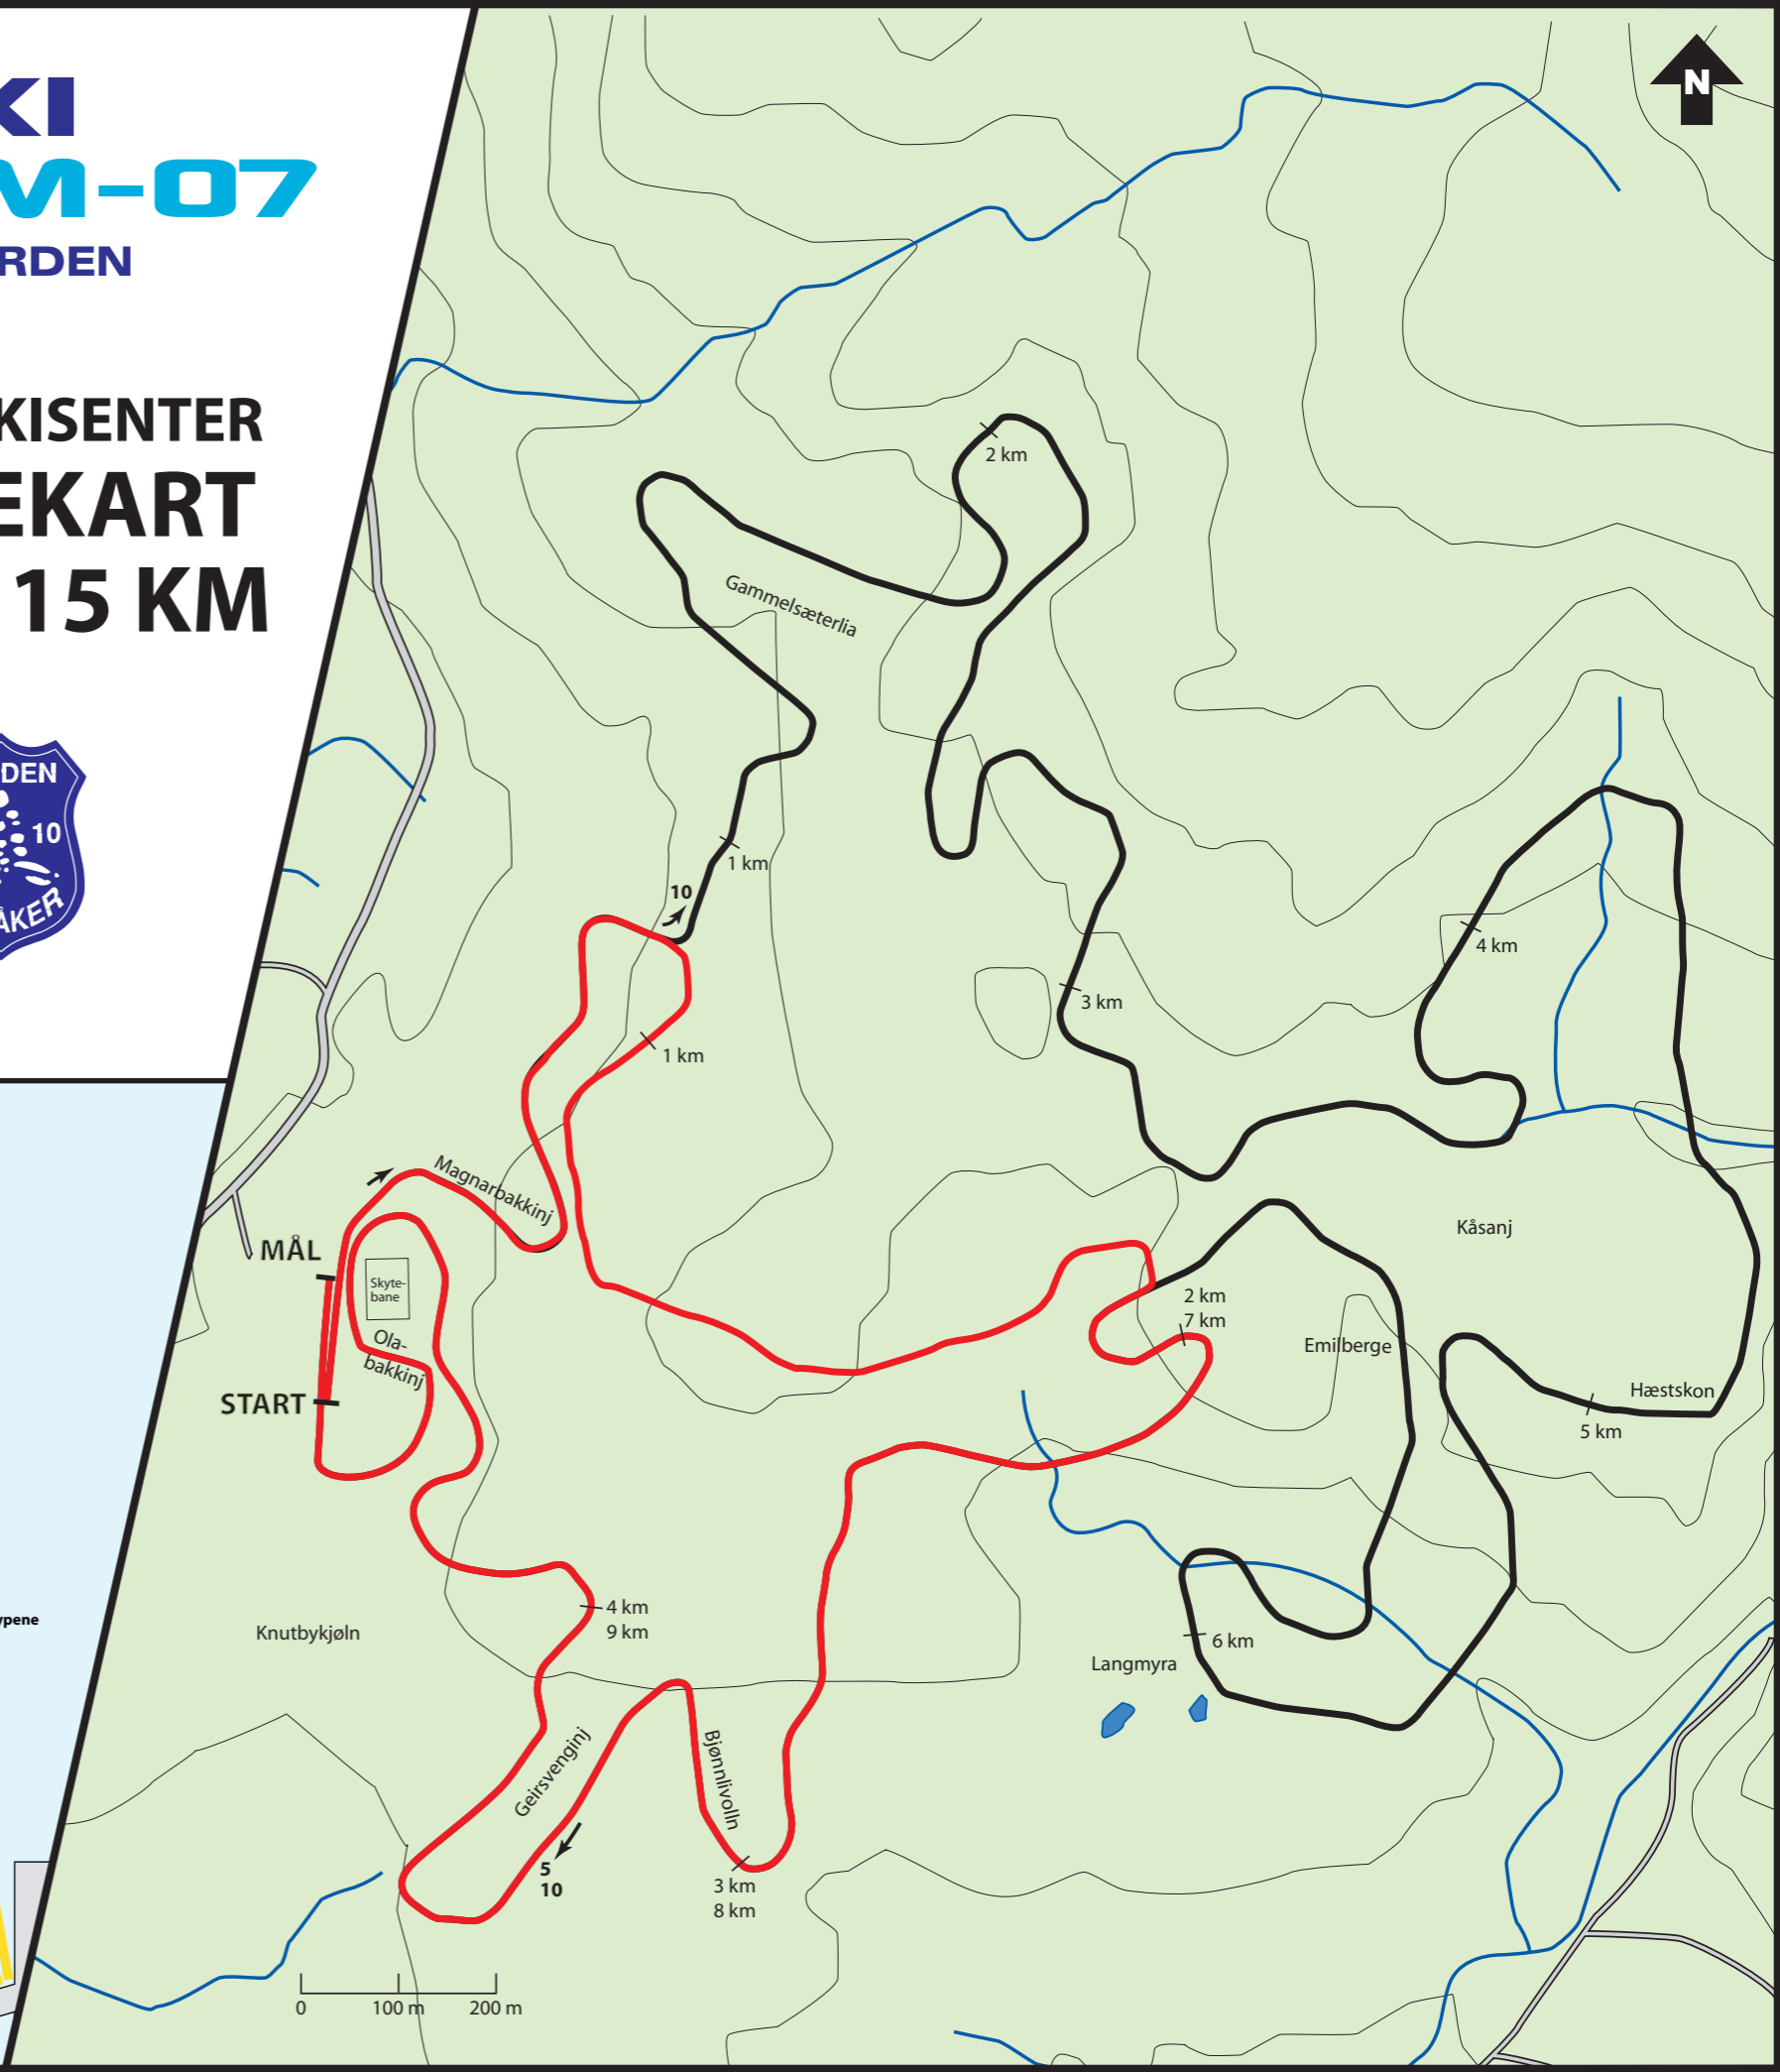 KI
M-07
RDEN
KISENTER
EKART
15 KM
DEN
10
ÅKER
ypene
N
2 km
Gammelsæterlia
1 km
10
4 km
3 km
1 km
Magnarbakkinj
Kåsanj
MÅL
Skyte-
bane
2 km
7 km
Ola-
bakkinj
Emilberge
START
Hæstskon
5 km
4 km
9 km
Knutbykjøln
6 km
Langmyra
Geirsvenginj
Bjønnlivolln
5
10
3 km
8 km
0 100 m 200 m